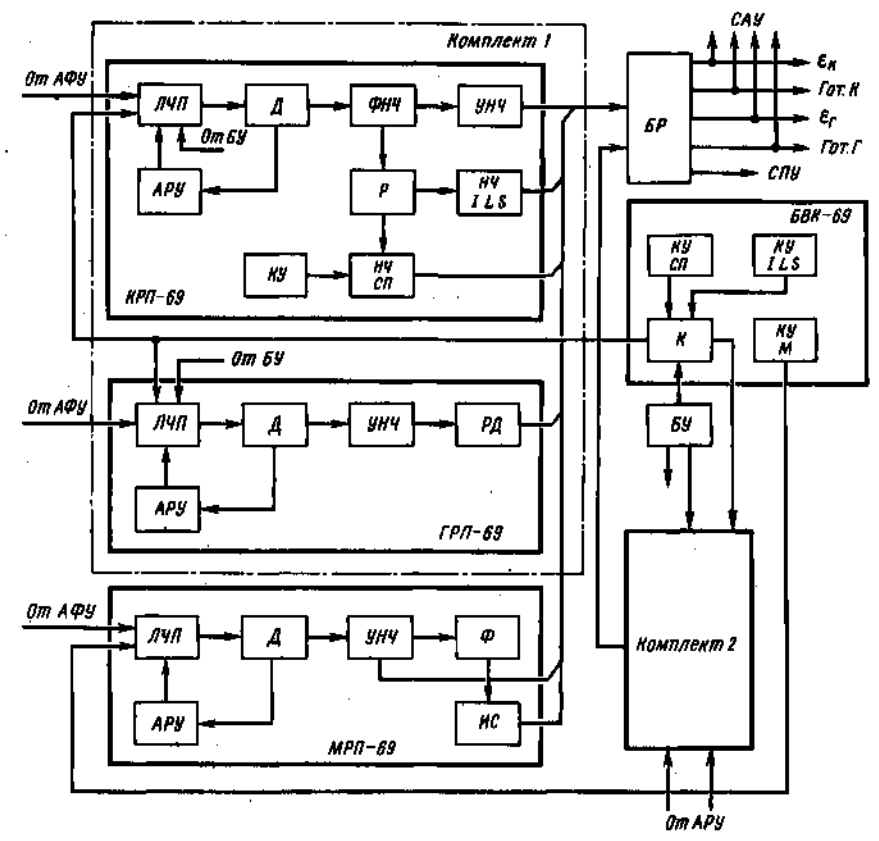 САУ
Комплект 1
εк
От АФУ
ЛЧП
Д
ФНЧ
УНЧ
БР
Гот. К
εг
Гот. Г
От БУ
СПУ
АРУ
Р
НЧ
ILS
БВК-69
КУ
СП
КУ
ILS
КУ
НЧ
СП
КРП-69
К
КУ
М
От БУ
От АФУ
ЛЧП
Д
УНЧ
РД
БУ
АРУ
ГРП-69
От АФУ
ЛЧП
Д
УНЧ
Ф
Комплект 2
АРУ
ИС
МРП-69
От АРУ